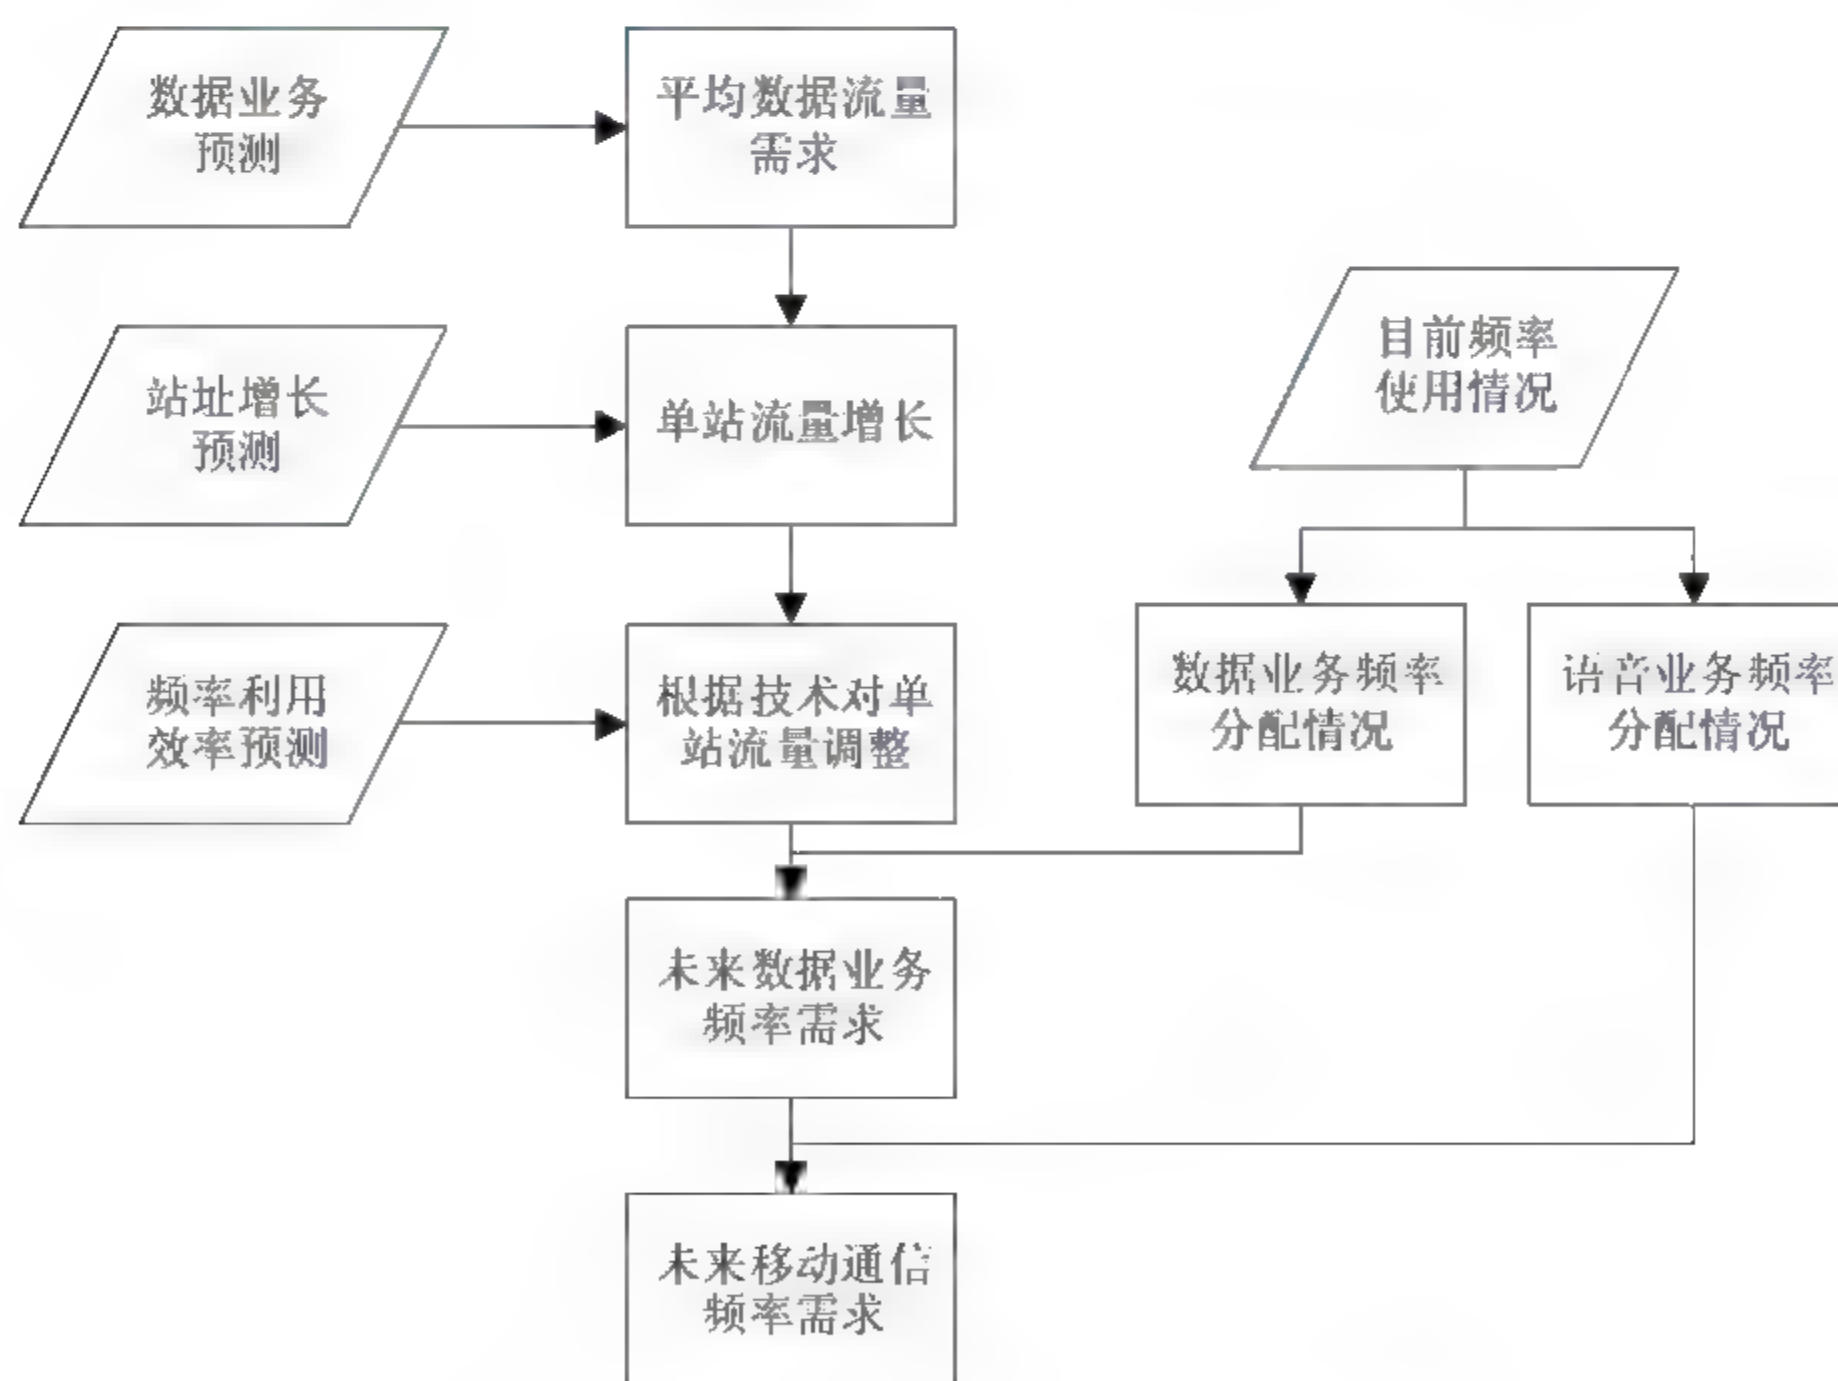 数据业务
预测
平均数据流量
需求
目前频率
使用情况
站址增长
预测
单站流量增长
频率利用
效率预测
根据技术对单
站流量调整
数据业务频率
分配情况
语音业务频率
分配情况
未来数据业务
频率需求
未来移动通信
频率需求